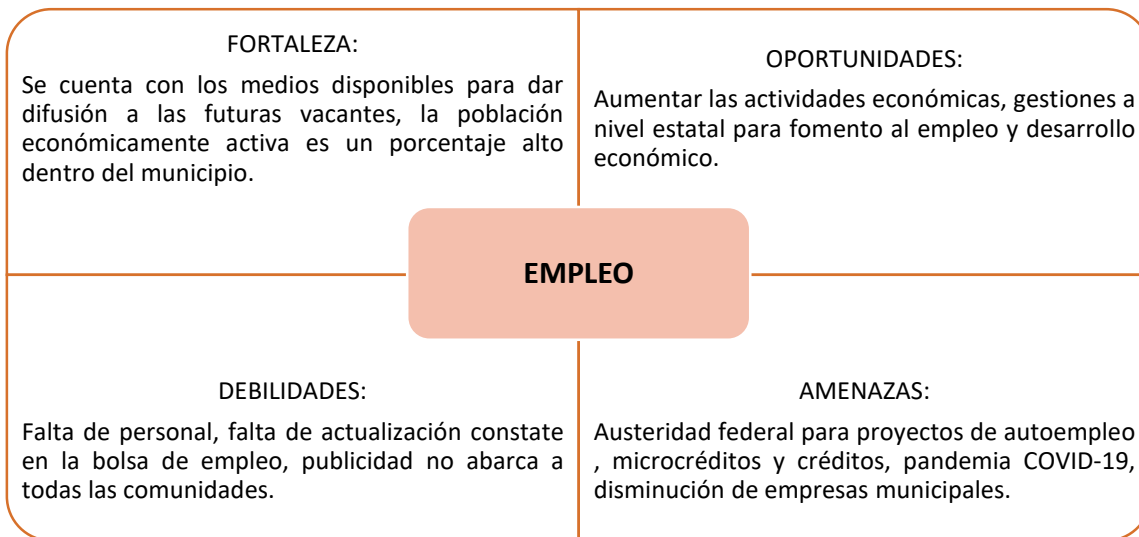 FORTALEZA:
Se cuenta con los medios disponibles para dar
difusión a las futuras vacantes, la población
económicamente activa es un porcentaje alto
dentro del municipio.
OPORTUNIDADES:
Aumentar las actividades económicas, gestiones a
nivel estatal para fomento al empleo y desarrollo
económico.
EMPLEO
DEBILIDADES:
Falta de personal, falta de actualización constate
en la bolsa de empleo, publicidad no abarca a
todas las comunidades.
AMENAZAS:
Austeridad federal para proyectos de autoempleo
, microcréditos y créditos, pandemia COVID-19,
disminución de empresas municipales.